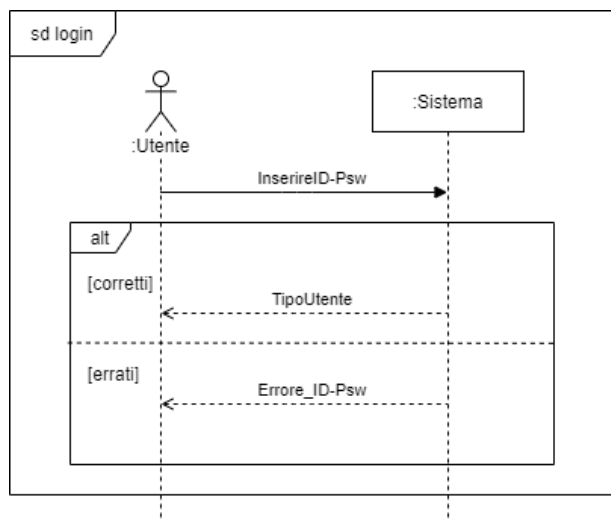 sd login
:Utente
:Sistema
InserireID-Psw
alt
[corretti]
TipoUtente
[errati]
Errore_ID-Psw